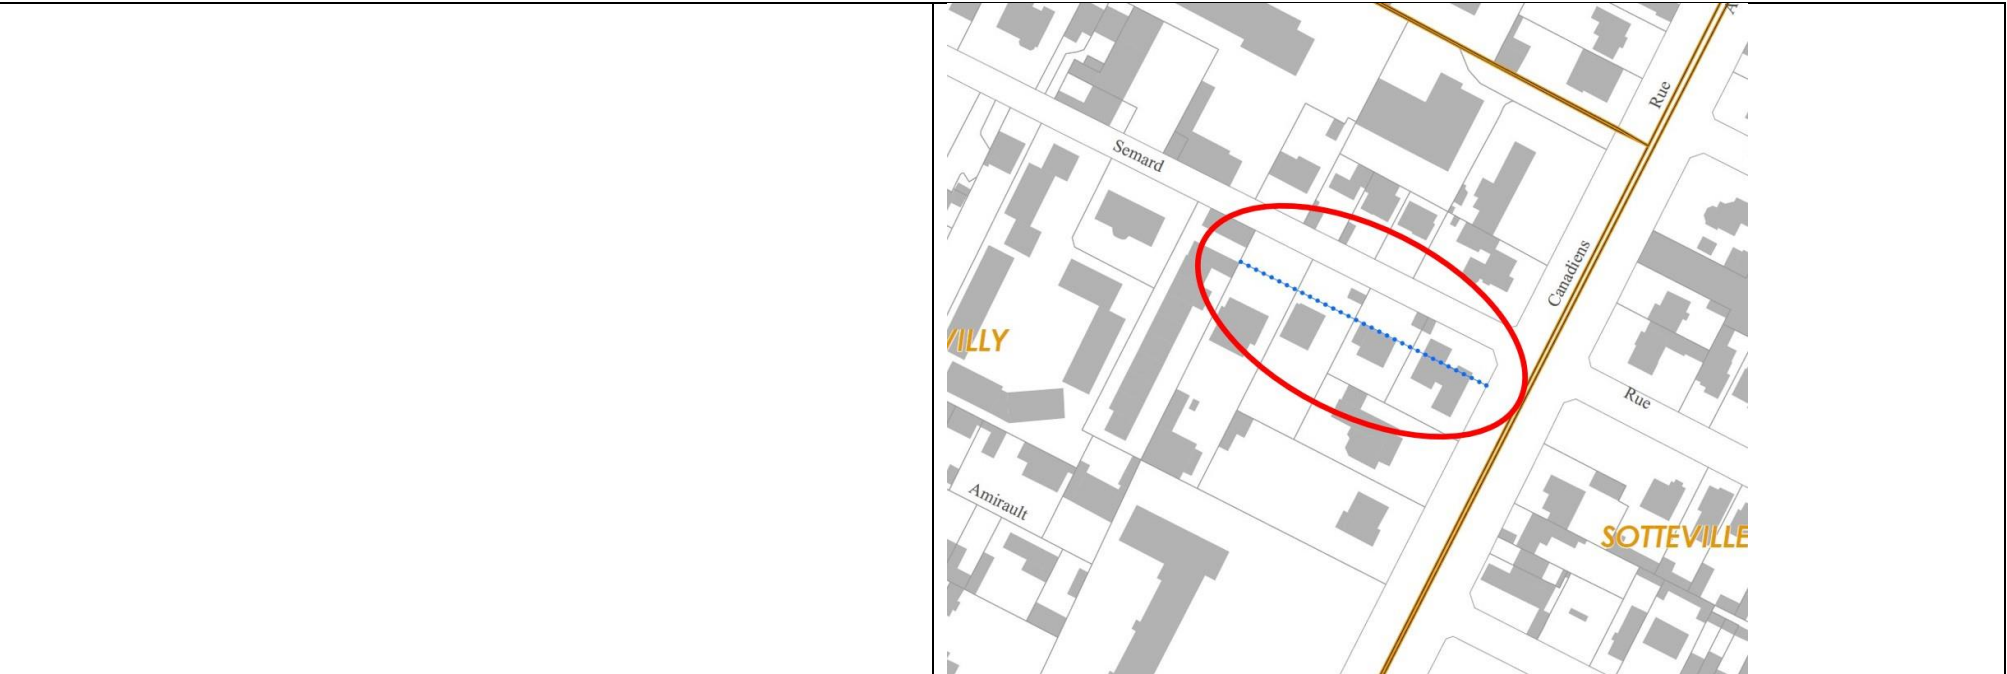 Rue
Semard
Canadiens
VILLY
Rue
Amirault
SOTTEVILLE